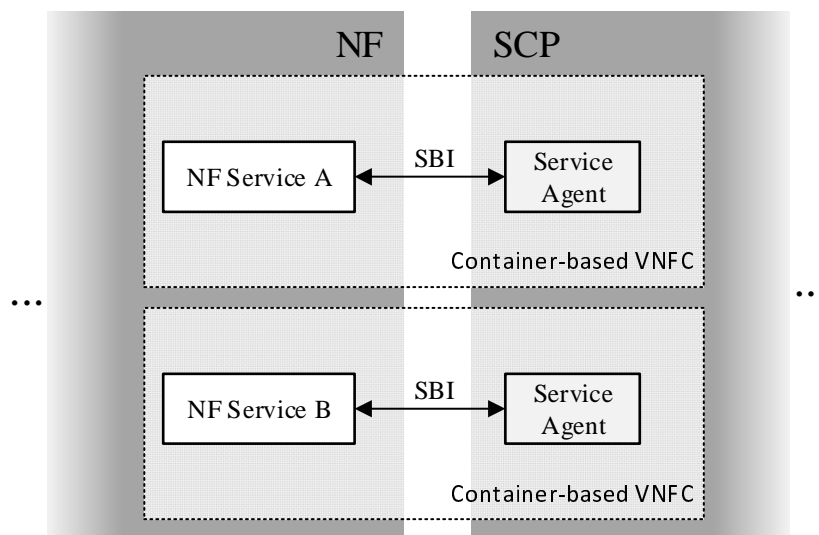 NF
SCP
NF Service A
SBI
Service
Agent
Container-based VNFC
...
..
NF Service B
SBI
Service
Agent
Container-based VNFC